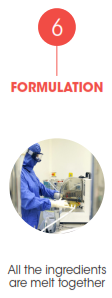 6
FORMULATION
All the ingredients
are melt together